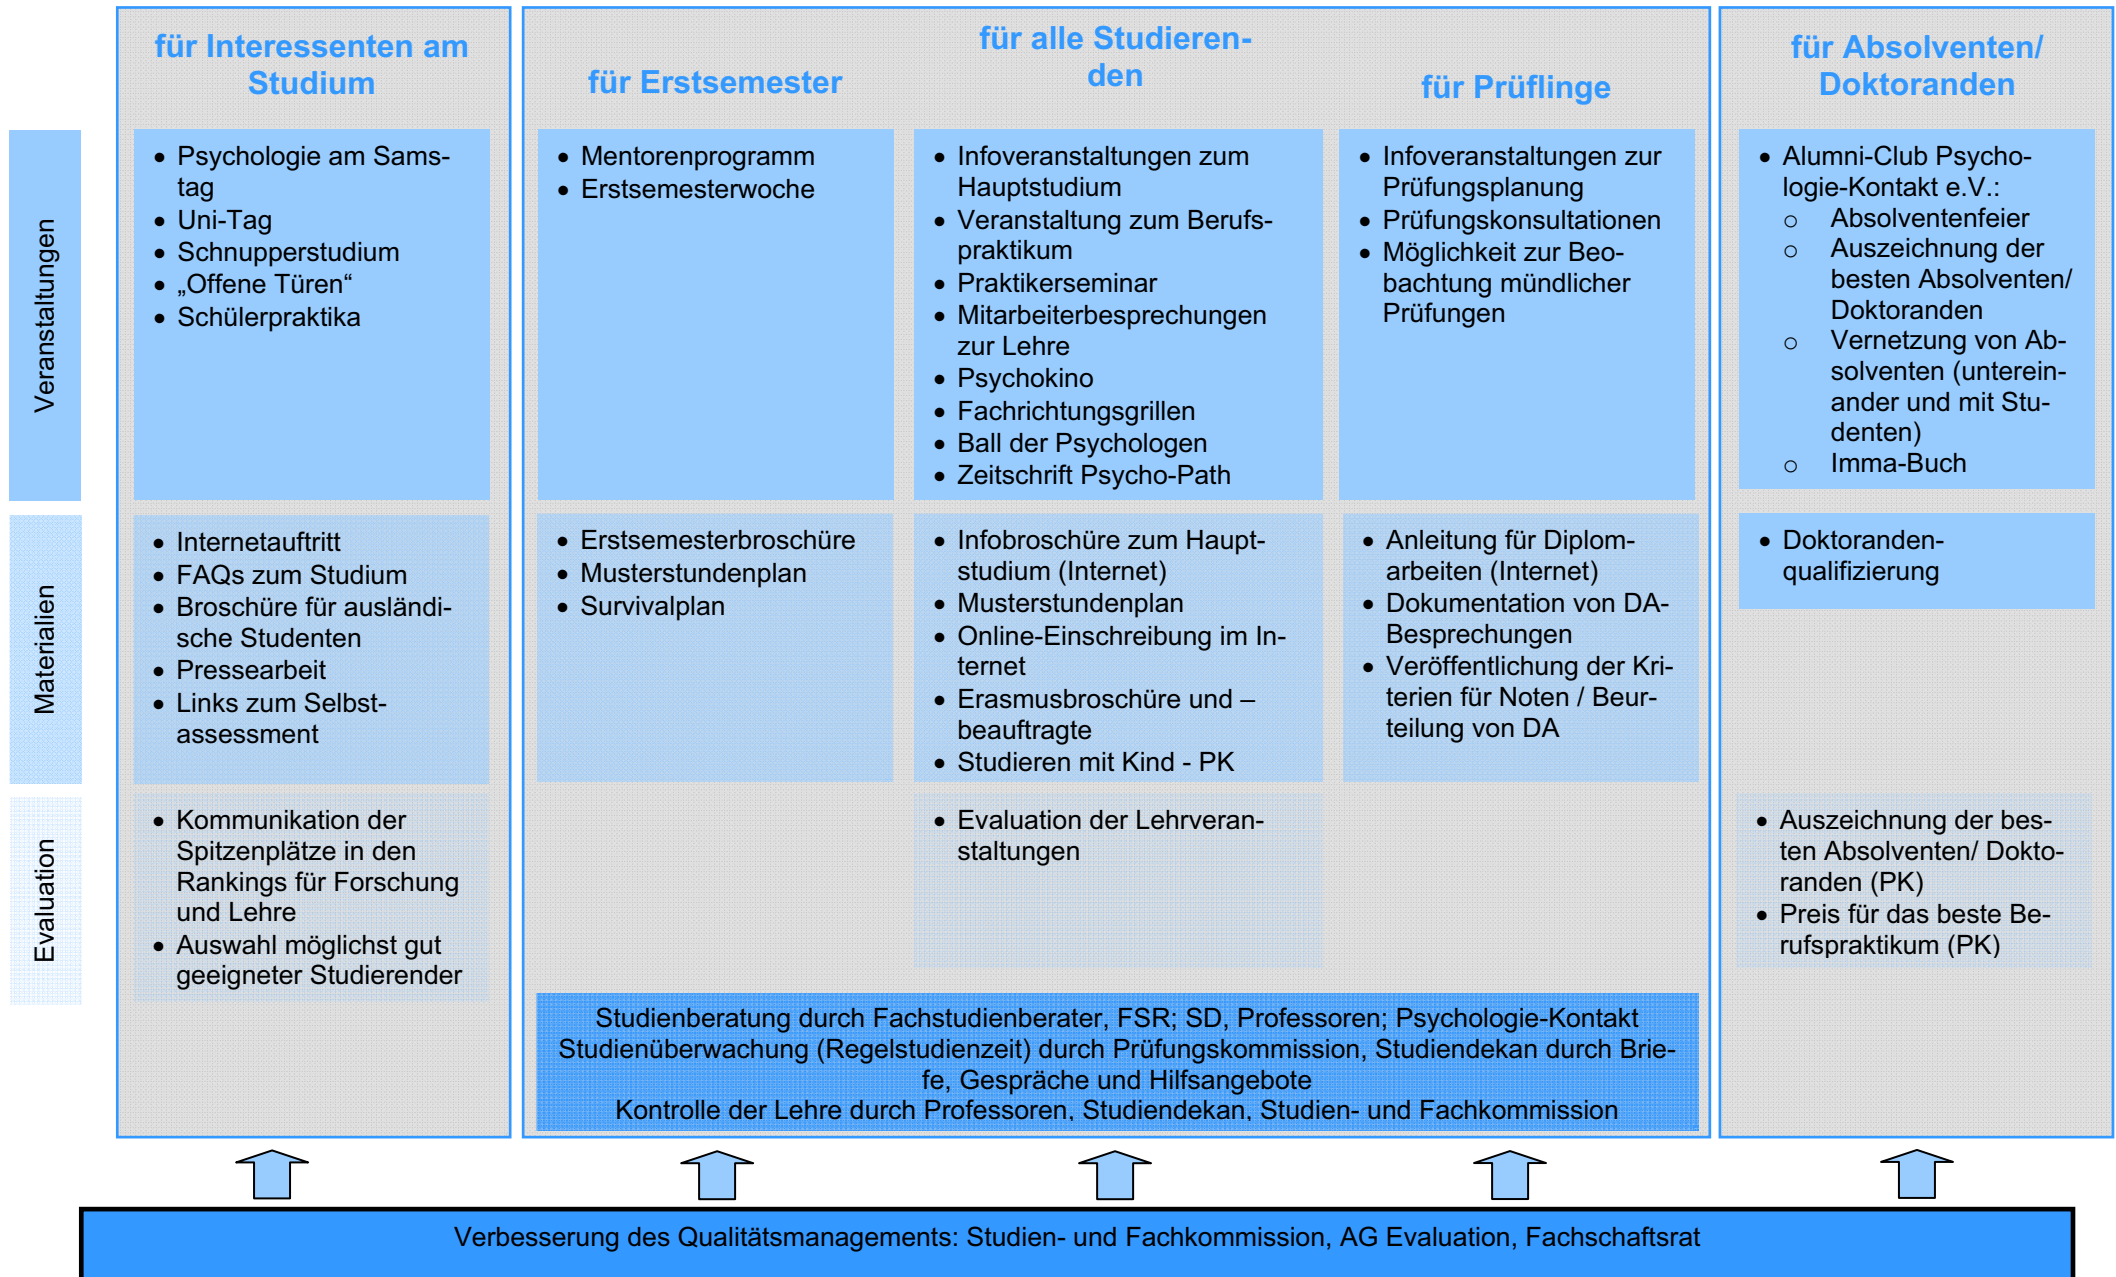 für Interessenten am
Studium
für Erstsemester
für alle Studieren-
den
für Prüflinge
für Absolventen/
Doktoranden
Veranstaltungen
• Psychologie am Sams-
tag
• Uni-Tag
• Schnupperstudium
• „Offene Türen“
• Schülerpraktika
• Mentorenprogramm
• Erstsemesterwoche
• Infoveranstaltungen zum
Hauptstudium
• Veranstaltung zum Berufs-
praktikum
• Praktikerseminar
• Mitarbeiterbesprechungen
zur Lehre
• Psychokino
• Fachrichtungsgrillen
• Ball der Psychologen
• Zeitschrift Psycho-Path
• Infoveranstaltungen zur
Prüfungsplanung
• Prüfungskonsultationen
• Möglichkeit zur Beo-
bachtung mündlicher
Prüfungen
• Alumni-Club Psycho-
logie-Kontakt e.V.:
o Absolventenfeier
o Auszeichnung der
besten Absolventen/
Doktoranden
o Vernetzung von Ab-
solventen (unterein-
ander und mit Stu-
denten)
o Imma-Buch
Materialien
• Internetauftritt
• FAQs zum Studium
• Broschüre für ausländi-
sche Studenten
• Pressearbeit
• Links zum Selbst-
assessment
• Erstsemesterbroschüre
• Musterstundenplan
• Survivalplan
• Infobroschüre zum Haupt-
studium (Internet)
• Musterstundenplan
• Online-Einschreibung im In-
ternet
• Erasmusbroschüre und –
beauftragte
• Studieren mit Kind - PK
• Anleitung für Diplom-
arbeiten (Internet)
• Dokumentation von DA-
Besprechungen
• Veröffentlichung der Kri-
terien für Noten / Beur-
teilung von DA
• Doktoranden-
qualifizierung
Evaluation
• Kommunikation der
Spitzenplätze in den
Rankings für Forschung
und Lehre
• Auswahl möglichst gut
geeigneter Studierender
• Evaluation der Lehrveran-
staltungen
• Auszeichnung der bes-
ten Absolventen/ Dokto-
randen (PK)
• Preis für das beste Be-
rufspraktikum (PK)
Studienberatung durch Fachstudienberater, FSR; SD, Professoren; Psychologie-Kontakt
Studienüberwachung (Regelstudienzeit) durch Prüfungskommission, Studiendekan durch Brie-
fe, Gespräche und Hilfsangebote
Kontrolle der Lehre durch Professoren, Studiendekan, Studien- und Fachkommission
Verbesserung des Qualitätsmanagements: Studien- und Fachkommission, AG Evaluation, Fachschaftsrat